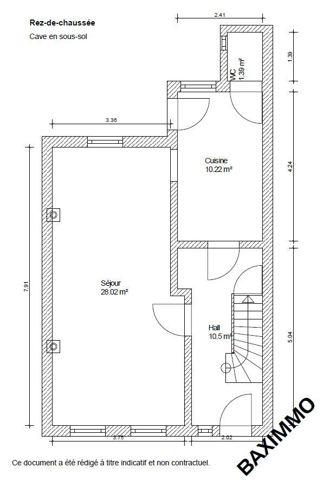 Rez-de-chaussée
Cave en sous-sol
2.41
1.39
WC
1.39 m²
3.36
Cuisine
10.22 m²
4.24
7.91
Séjour
28.02 m²
Hall
10.5 m²
5.04
3.76
2.02
BAXIMMO
Ce document a été rédigé à titre indicatif et non contractuel.